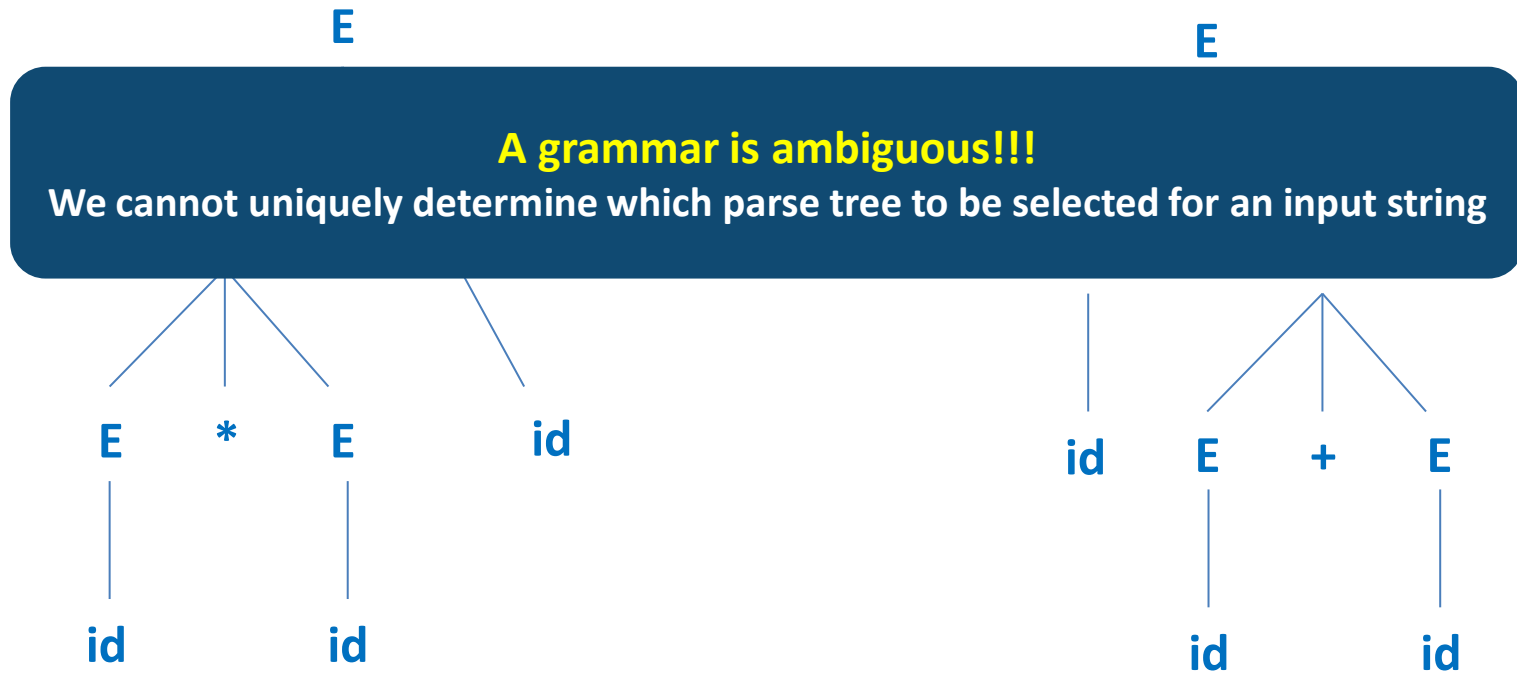 E E
A grammar is ambiguous!!!
We cannot uniquely determine which parse tree to be selected for an input string
E * E id
id E + E
id id
id id